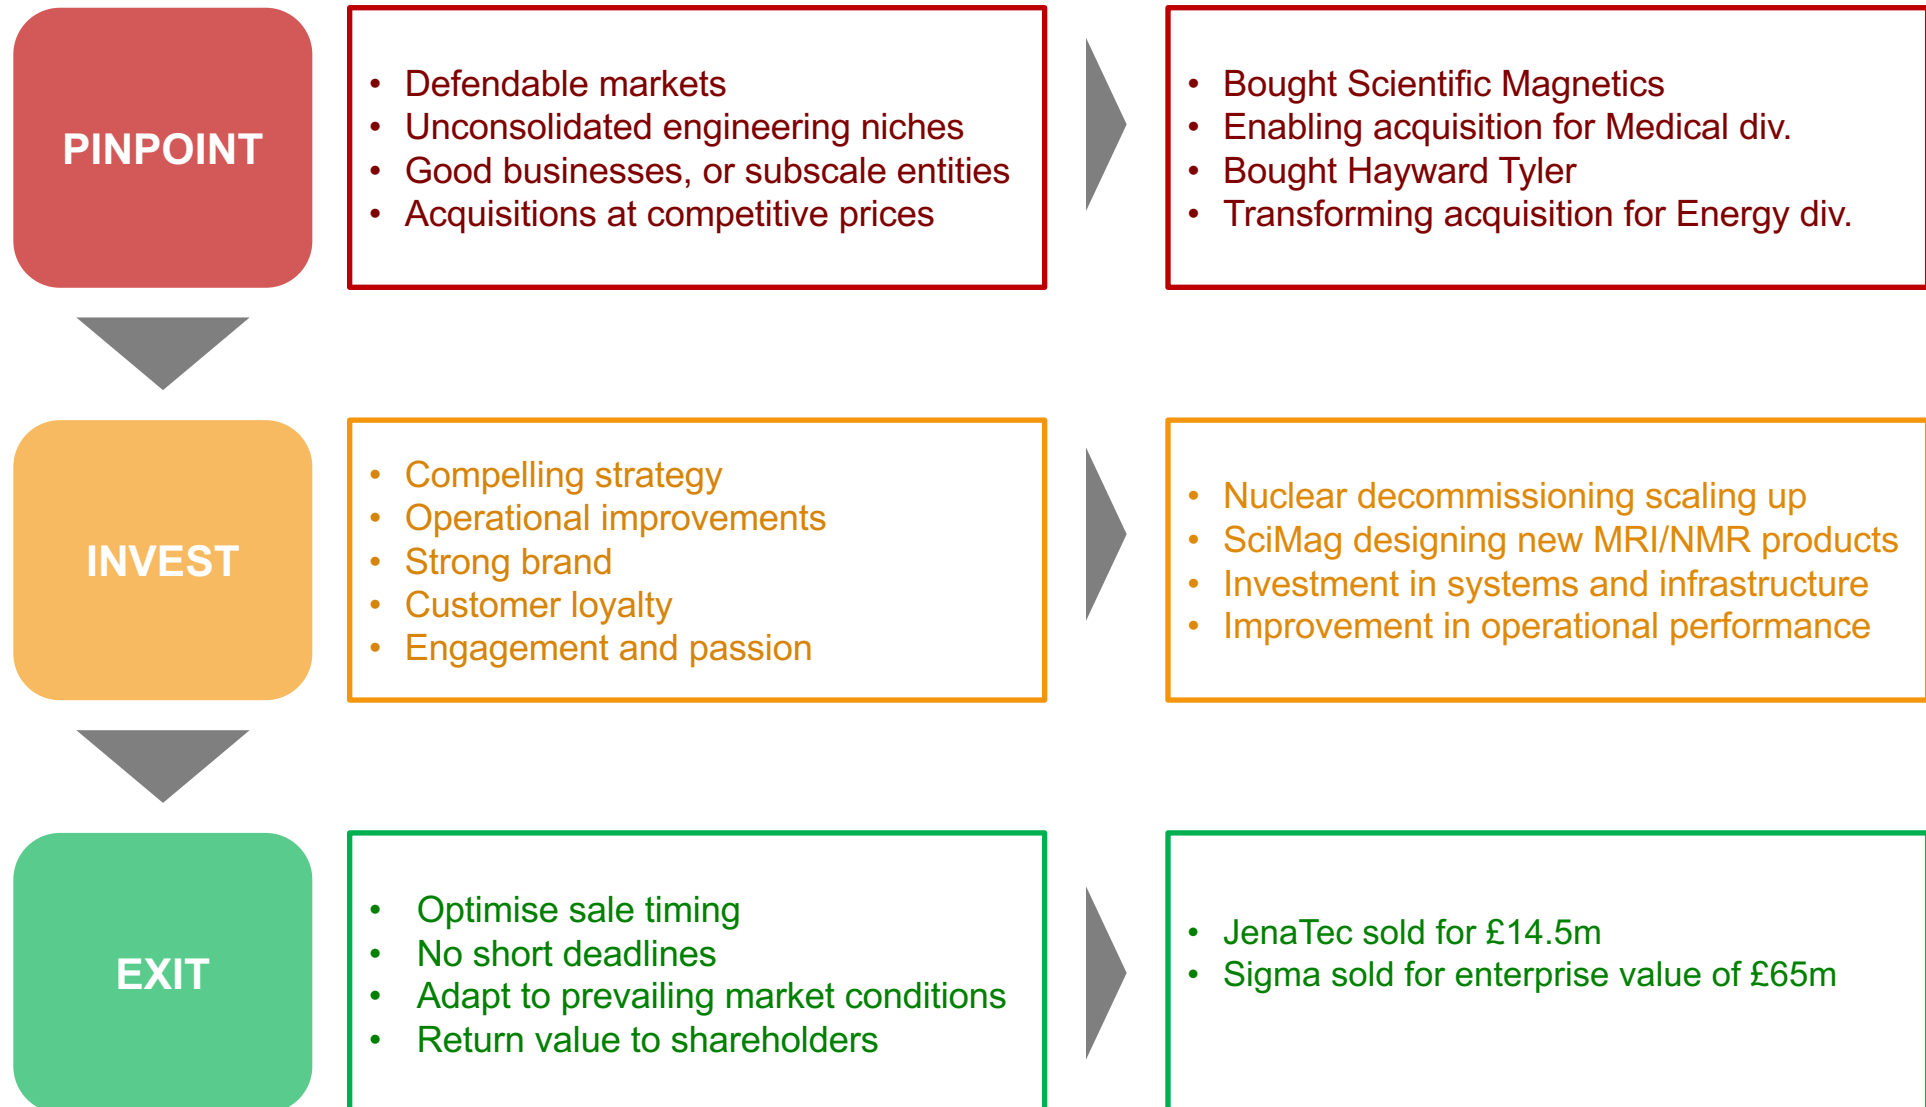 PINPOINT
• Defendable markets
• Unconsolidated engineering niches
• Good businesses, or subscale entities
• Acquisitions at competitive prices
• Bought Scientific Magnetics
• Enabling acquisition for Medical div.
• Bought Hayward Tyler
• Transforming acquisition for Energy div.
INVEST
• Compelling strategy
• Operational improvements
• Strong brand
• Customer loyalty
• Engagement and passion
• Nuclear decommissioning scaling up
• SciMag designing new MRI/NMR products
• Investment in systems and infrastructure
• Improvement in operational performance
EXIT
• Optimise sale timing
• No short deadlines
• Adapt to prevailing market conditions
• Return value to shareholders
• JenaTec sold for £14.5m
• Sigma sold for enterprise value of £65m